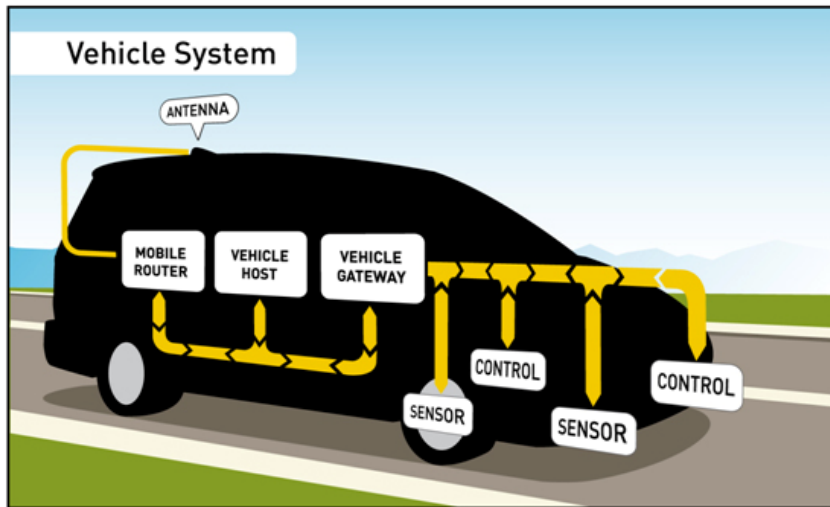 Vehicle System
ANTENNA
MOBILE
ROUTER
VEHICLE
HOST
VEHICLE
GATEWAY
CONTROL
CONTROL
SENSOR
SENSOR